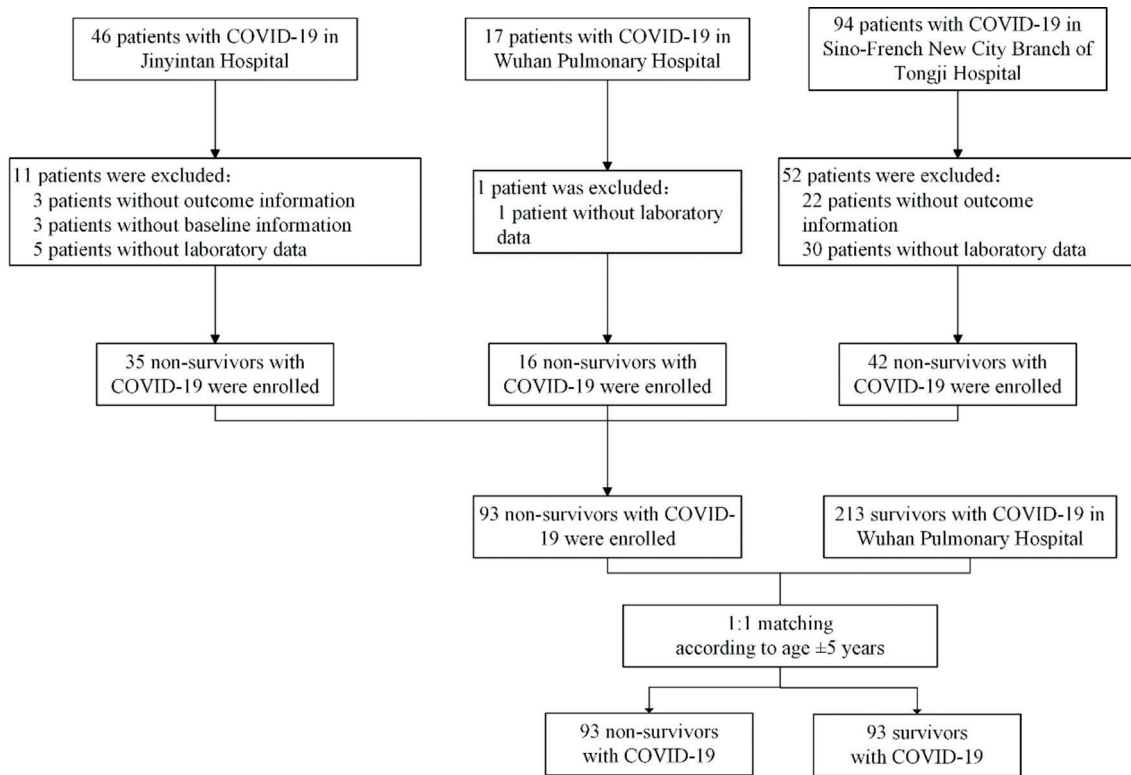 46 patients with COVID-19 in
Jinyintan Hospital
17 patients with COVID-19 in
Wuhan Pulmonary Hospital
94 patients with COVID-19 in
Sino-French New City Branch of
Tongji Hospital
11 patients were excluded：
3 patients without outcome information
3 patients without baseline information
5 patients without laboratory data
1 patient was excluded：
1 patient without laboratory
data
52 patients were excluded：
22 patients without outcome
information
30 patients without laboratory data
35 non-survivors with
COVID-19 were enrolled
16 non-survivors with
COVID-19 were enrolled
42 non-survivors with
COVID-19 were enrolled
93 non-survivors with COVID-
19 were enrolled
213 survivors with COVID-19 in
Wuhan Pulmonary Hospital
1:1 matching
according to age ±5 years
93 non-survivors
with COVID-19
93 survivors
with COVID-19